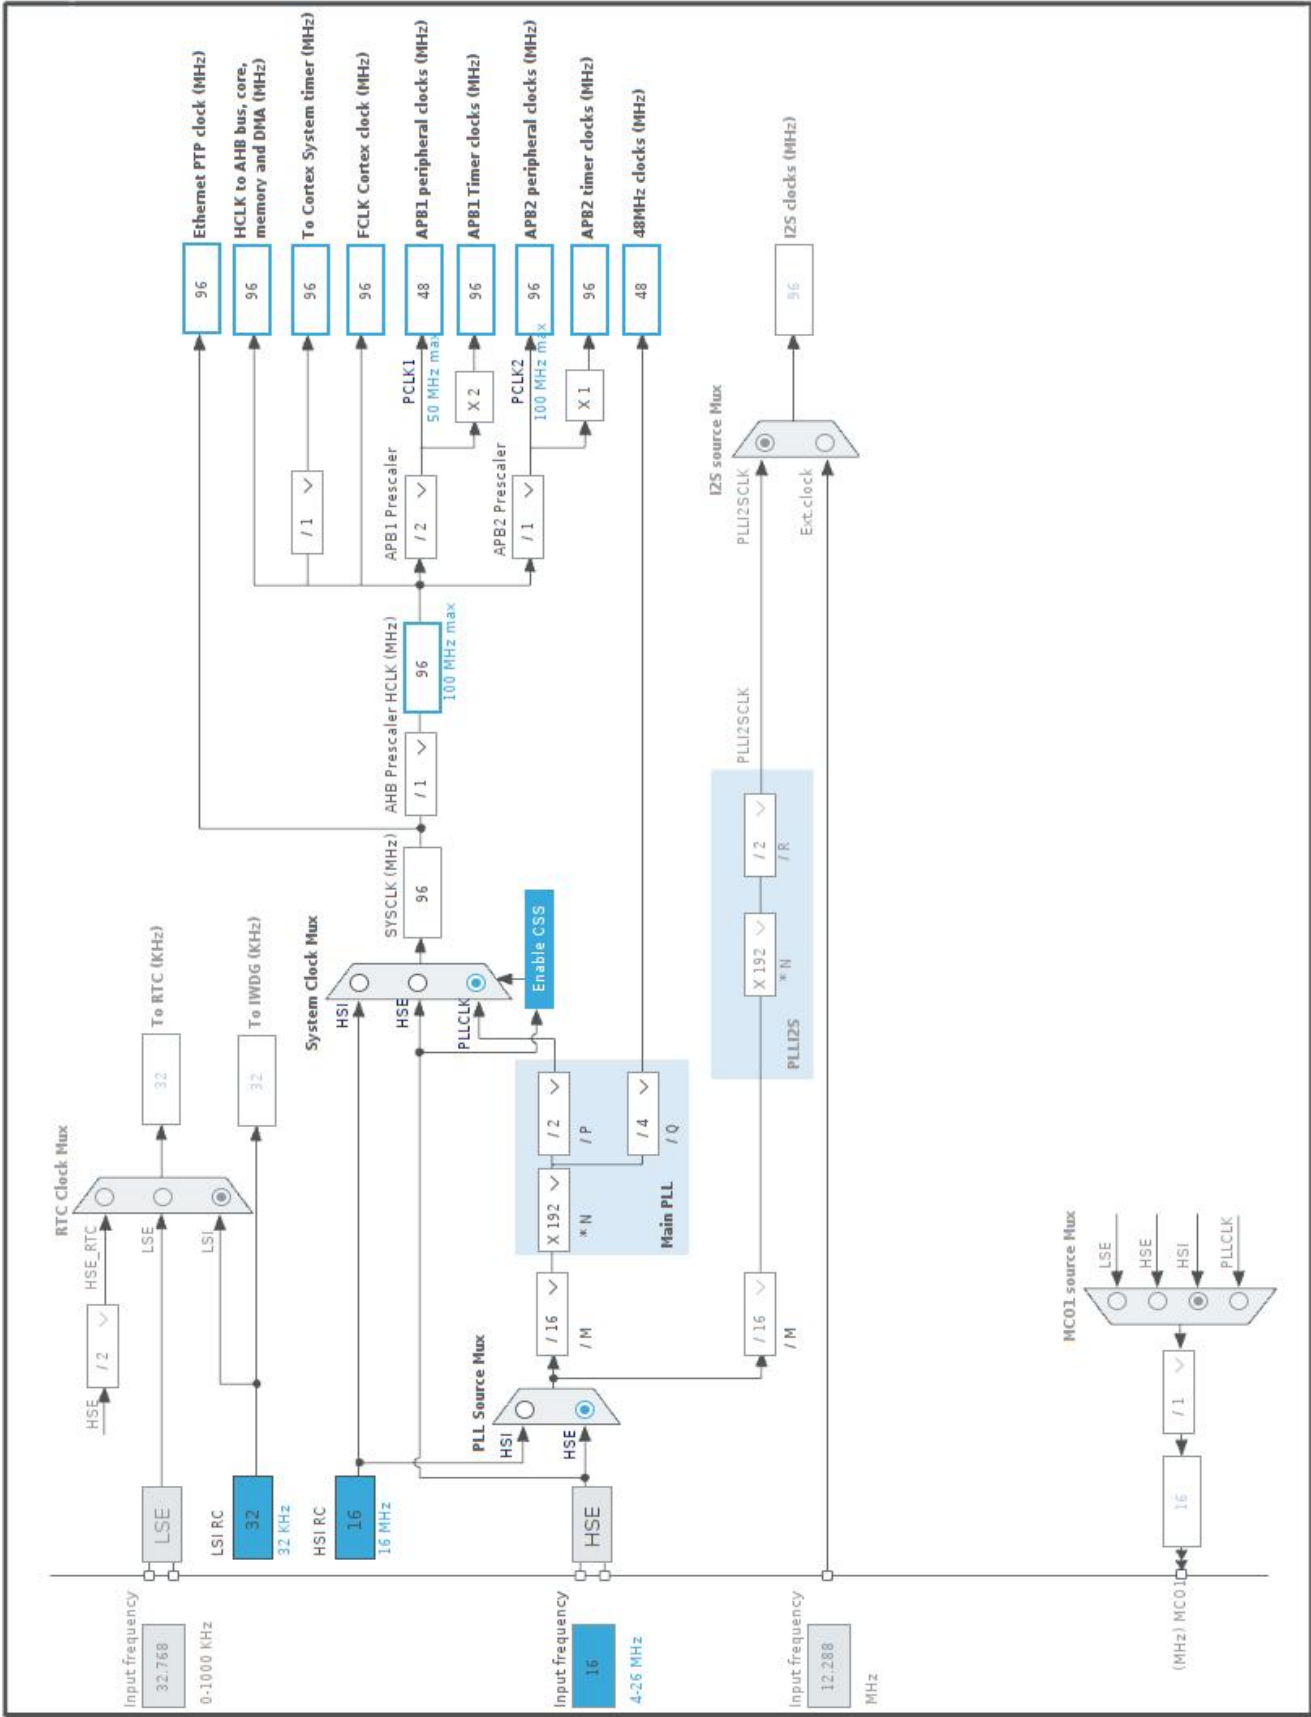 RTC Clock Mux
HSE
/ 2
HSE_RTC
Input frequency
32.768
0-1000 KHz
LSE
LSE
32
To RTC (KHz)
LSI RC
32
32 KHz
LSI
32
To IWDG (KHz)
HSI RC
16
16 MHz
System Clock Mux
HSI
HSE
PLLCLK
Enable CSS
SYSCLK (MHz)
96
AHB Prescaler
/ 1
HCLK (MHz)
96
100 MHz max
96
Ethernet PTP clock (MHz)
96
HCLK to AHB bus, core,
memory and DMA (MHz)
/ 1
96
To Cortex System timer (MHz)
96
FCLK Cortex clock (MHz)
APB1 Prescaler
/ 2
PCLK1
50 MHz max
48
APB1 peripheral clocks (MHz)
X 2
96
APB1 Timer clocks (MHz)
APB2 Prescaler
/ 1
PCLK2
100 MHz max
96
APB2 peripheral clocks (MHz)
X 1
96
APB2 timer clocks (MHz)
48
48MHz clocks (MHz)
PLL Source Mux
HSI
HSE
Input frequency
16
4-26 MHz
HSE
/ 16
/ M
X 192
* N
/ 2
/ P
/ 4
/ Q
Main PLL
/ 16
/ M
X 192
* N
/ 2
/ R
PLLI2S
PLLI2SCLK
PLLI2SCLK
I2S source Mux
Ext.clock
96
I2S clocks (MHz)
Input frequency
12.288
MHz
MCO1 source Mux
LSE
HSE
HSI
PLLCLK
/ 1
16
(MHz) MCO1